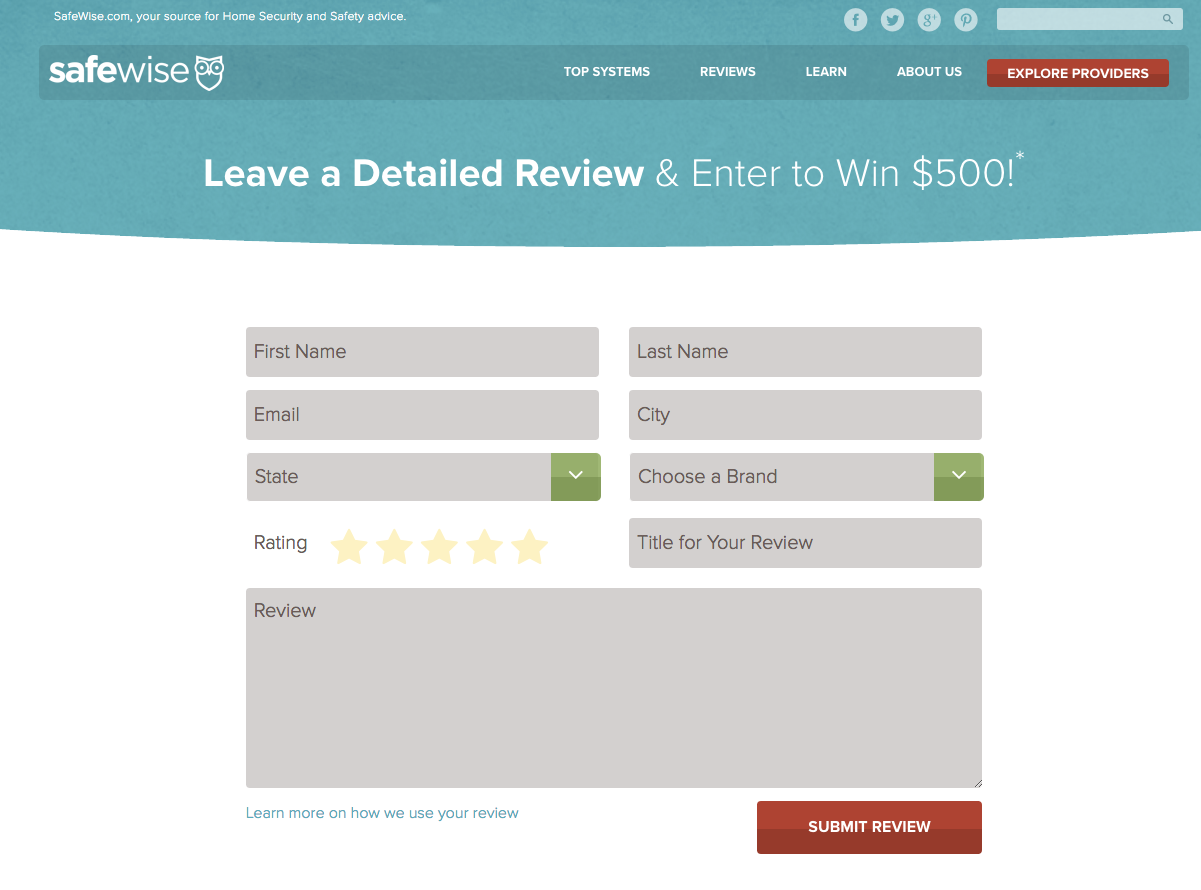 SafeWise.com, your source for Home Security and Safety advice.
f g+
safewise TOP SYSTEMS REVIEWS LEARN ABOUT US EXPLORE PROVIDERS
Leave a Detailed Review & Enter to Win $500!*
First Name Last Name
Email City
State Choose a Brand
Rating Title for Your Review
Review
Learn more on how we use your review
SUBMIT REVIEW